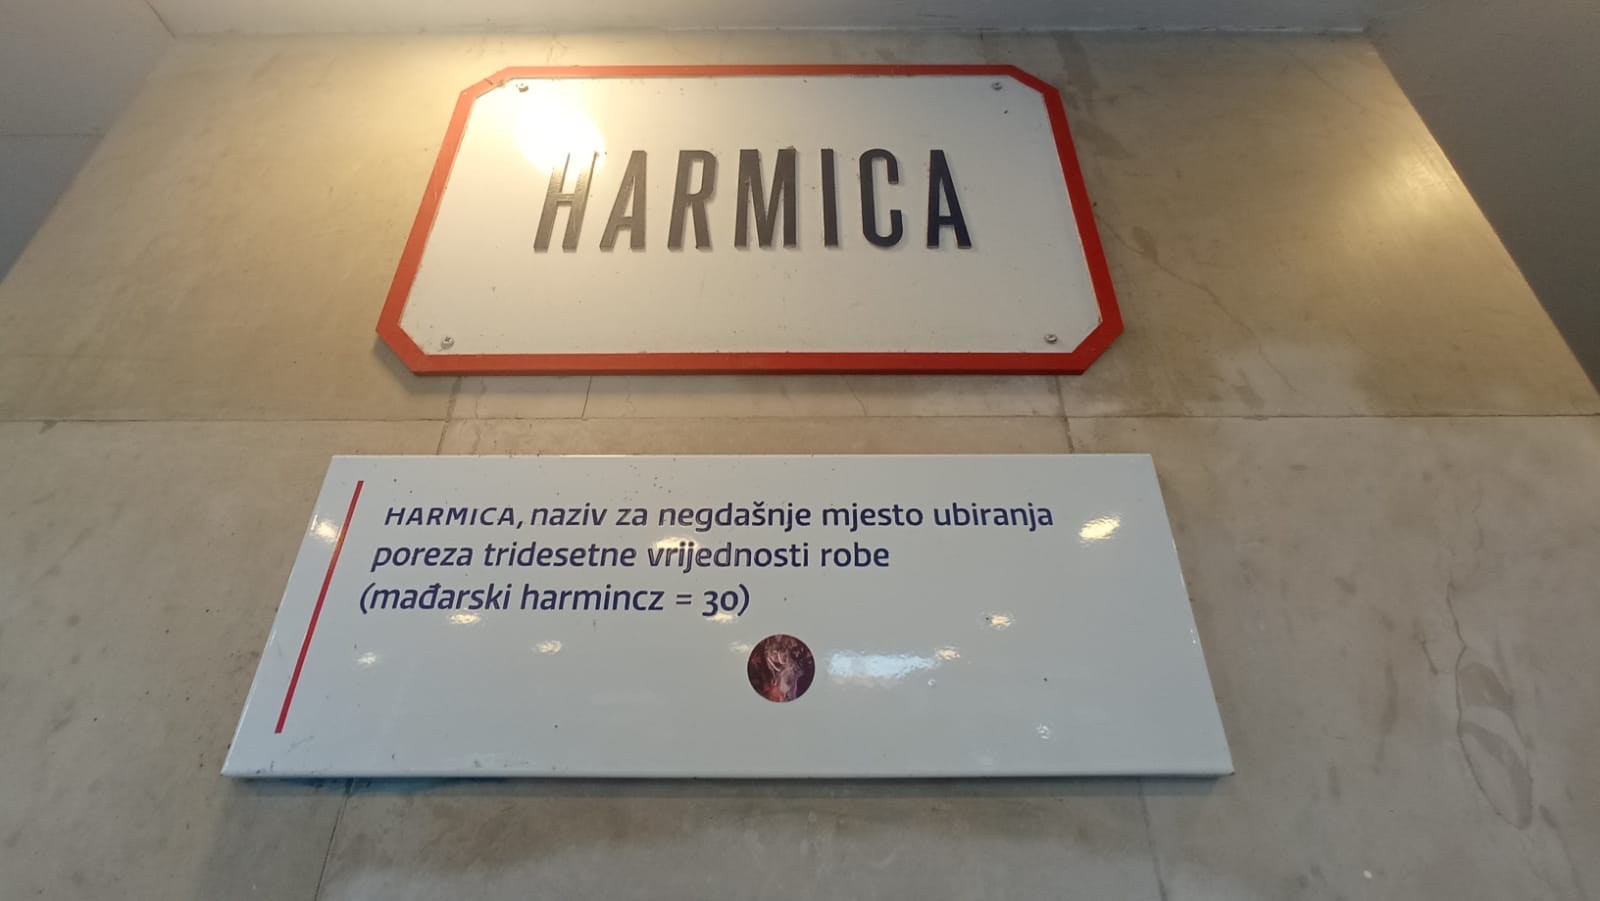 HARMICA
HARMICA, naziv za negdašnje mjesto ubiranja
poreza tridesetne vrijednosti robe
(mađarski harmincz = 30)